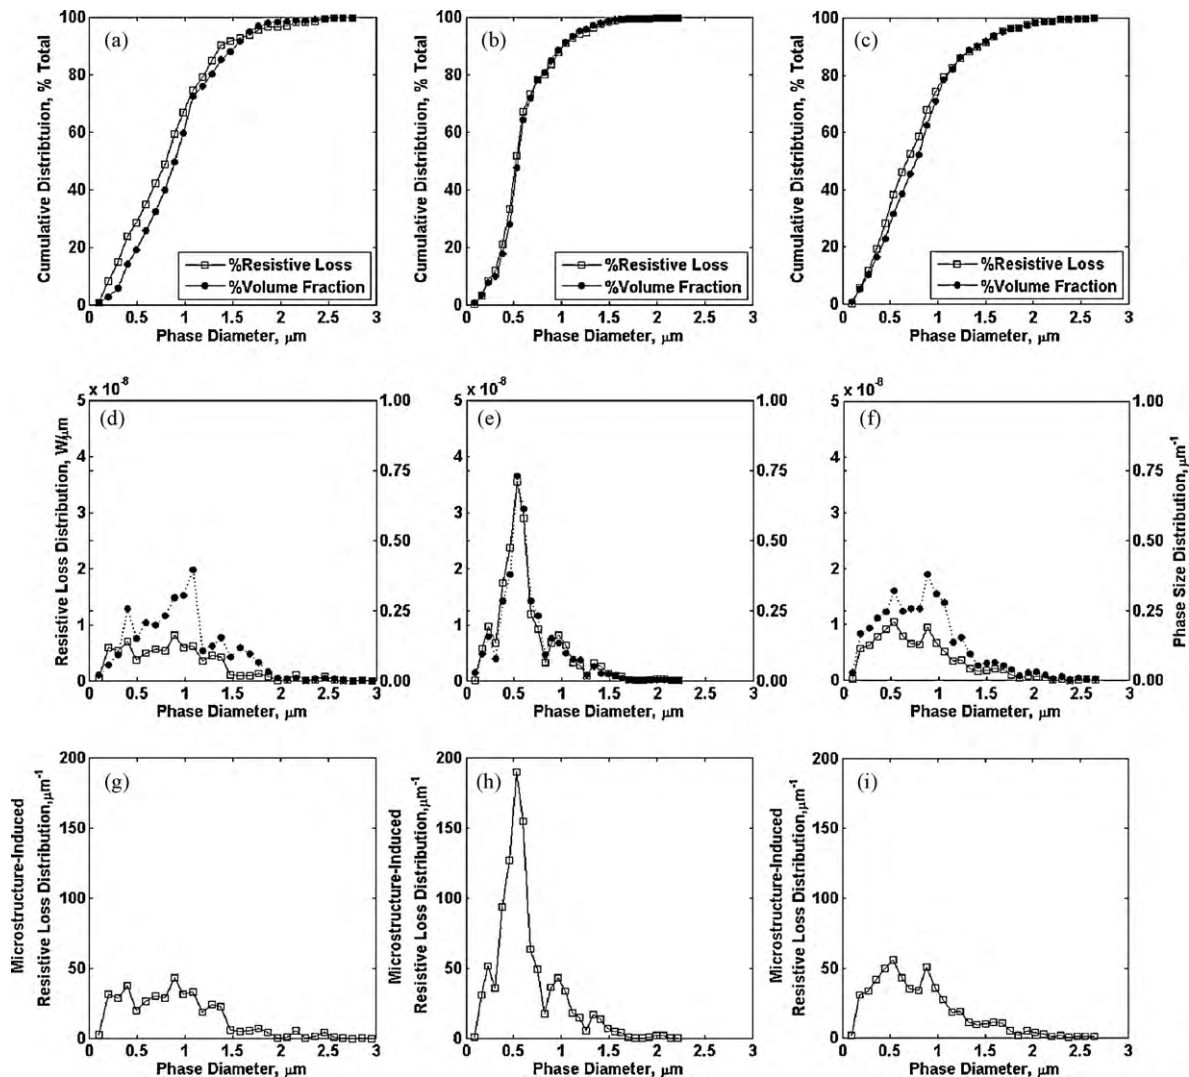 (a)
Cumulative Distribtuion, % Total
100
80
60
40
20
0
%Resistive Loss
%Volume Fraction
0 0.5 1 1.5 2 2.5 3
Phase Diameter, μm
(b)
Cumulative Distribtuion, % Total
100
80
60
40
20
0
%Resistive Loss
%Volume Fraction
0 0.5 1 1.5 2 2.5 3
Phase Diameter, μm
(c)
Cumulative Distribtuion, % Total
100
80
60
40
20
0
%Resistive Loss
%Volume Fraction
0 0.5 1 1.5 2 2.5 3
Phase Diameter, μm
x 10⁻⁸
(d)
Resistive Loss Distribution, W/μm
5
4
3
2
1
0
1.00
0.75
0.50
0.25
0.00
0 0.5 1 1.5 2 2.5 3
Phase Diameter, μm
x 10⁻⁸
(e)
5
4
3
2
1
0
1.00
0.75
0.50
0.25
0.00
0 0.5 1 1.5 2 2.5 3
Phase Diameter, μm
x 10⁻⁸
(f)
5
4
3
2
1
0
1.00
0.75
0.50
0.25
0.00
Phase Size Distribution, μm⁻¹
0 0.5 1 1.5 2 2.5 3
Phase Diameter, μm
(g)
Microstructure-Induced
Resistive Loss Distribution,μm⁻¹
200
150
100
50
0
0 0.5 1 1.5 2 2.5 3
Phase Diameter, μm
(h)
Microstructure-Induced
Resistive Loss Distribution,μm⁻¹
200
150
100
50
0
0 0.5 1 1.5 2 2.5 3
Phase Diameter, μm
(i)
Microstructure-Induced
Resistive Loss Distribution,μm⁻¹
200
150
100
50
0
0 0.5 1 1.5 2 2.5 3
Phase Diameter, μm